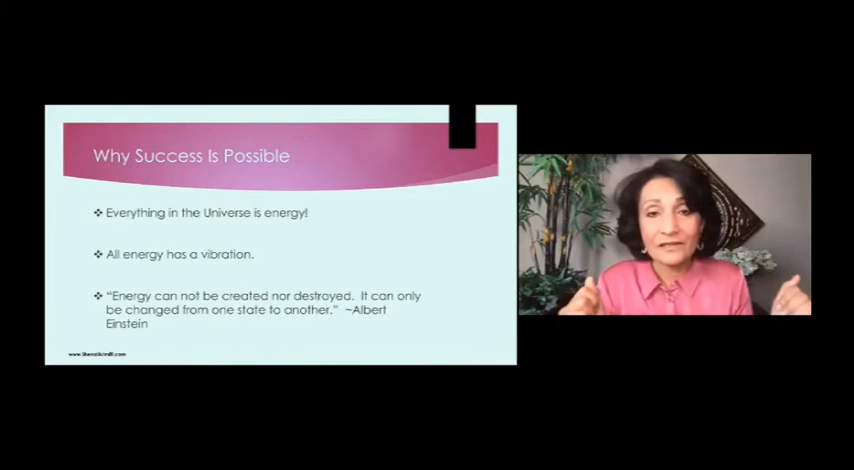 Why Success Is Possible
❖ Everything in the Universe is energy!
❖ All energy has a vibration.
❖ “Energy can not be created nor destroyed. It can only
be changed from one state to another.” ~Albert
Einstein